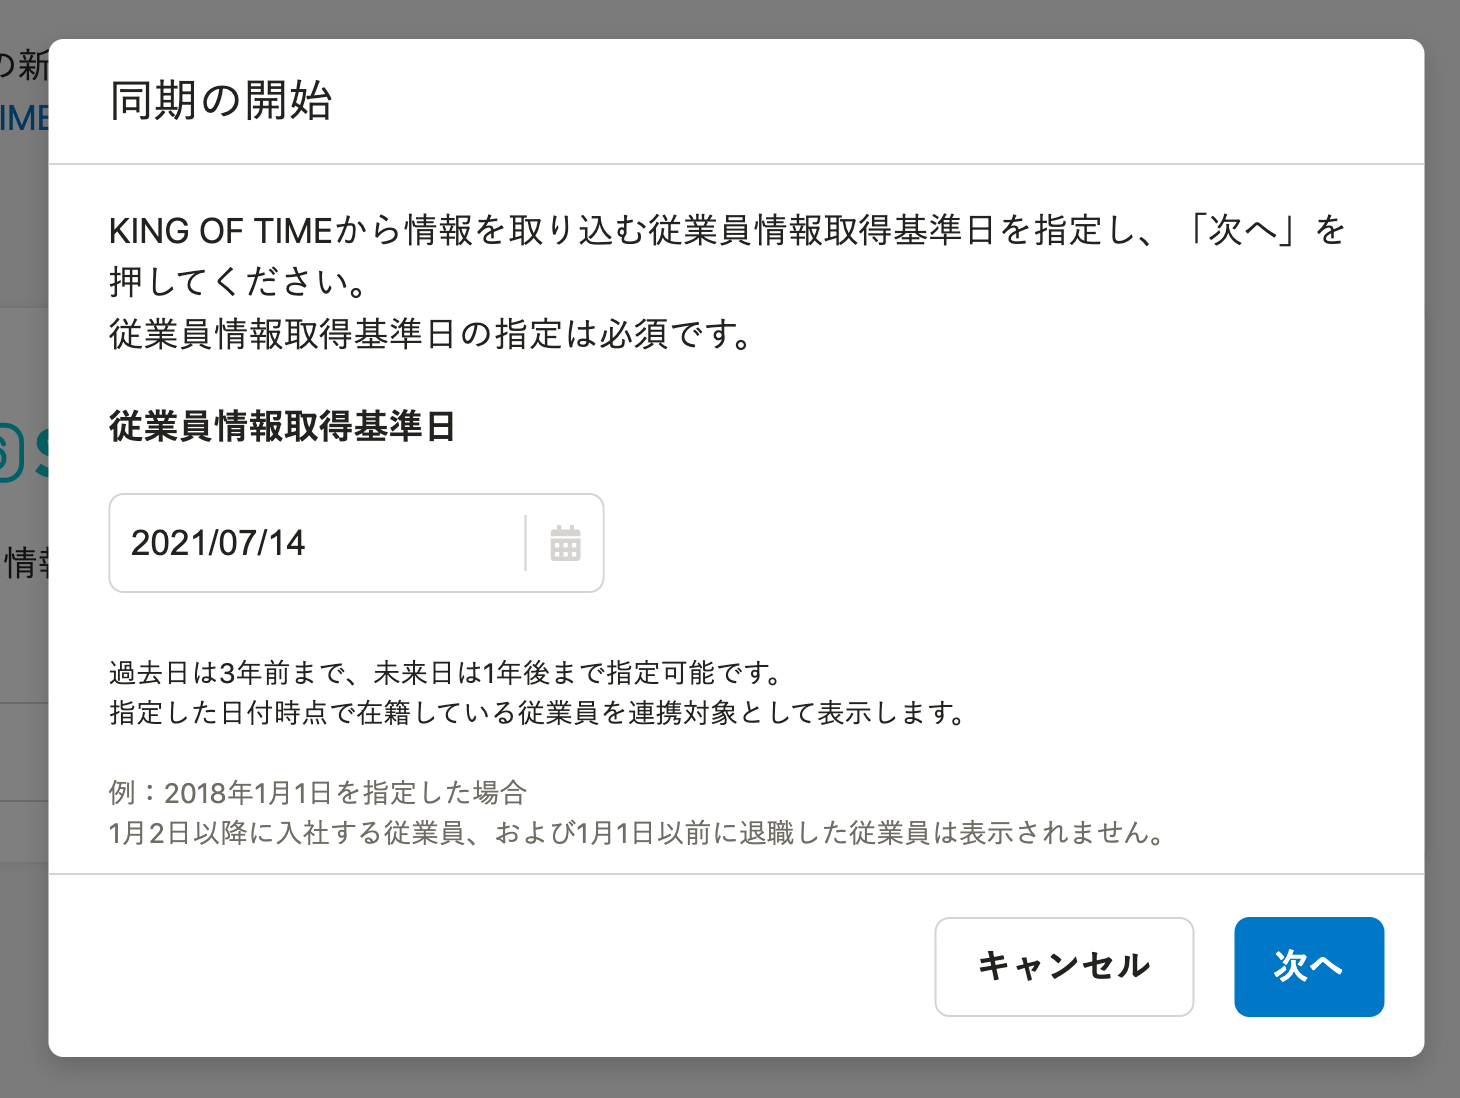 の新
IME
同期の開始
KING OF TIMEから情報を取り込む従業員情報取得基準日を指定し、「次へ」を
押してください。
従業員情報取得基準日の指定は必須です。
従業員情報取得基準日
2021/07/14
情
過去日は3年前まで、未来日は1年後まで指定可能です。
指定した日付時点で在籍している従業員を連携対象として表示します。
例：2018年1月1日を指定した場合
1月2日以降に入社する従業員、および1月1日以前に退職した従業員は表示されません。
キャンセル
次へ